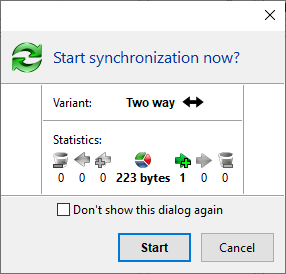 Start synchronization now?
Variant: Two way
Statistics:
0 0 0 223 bytes 1 0 0
Don't show this dialog again
Start Cancel